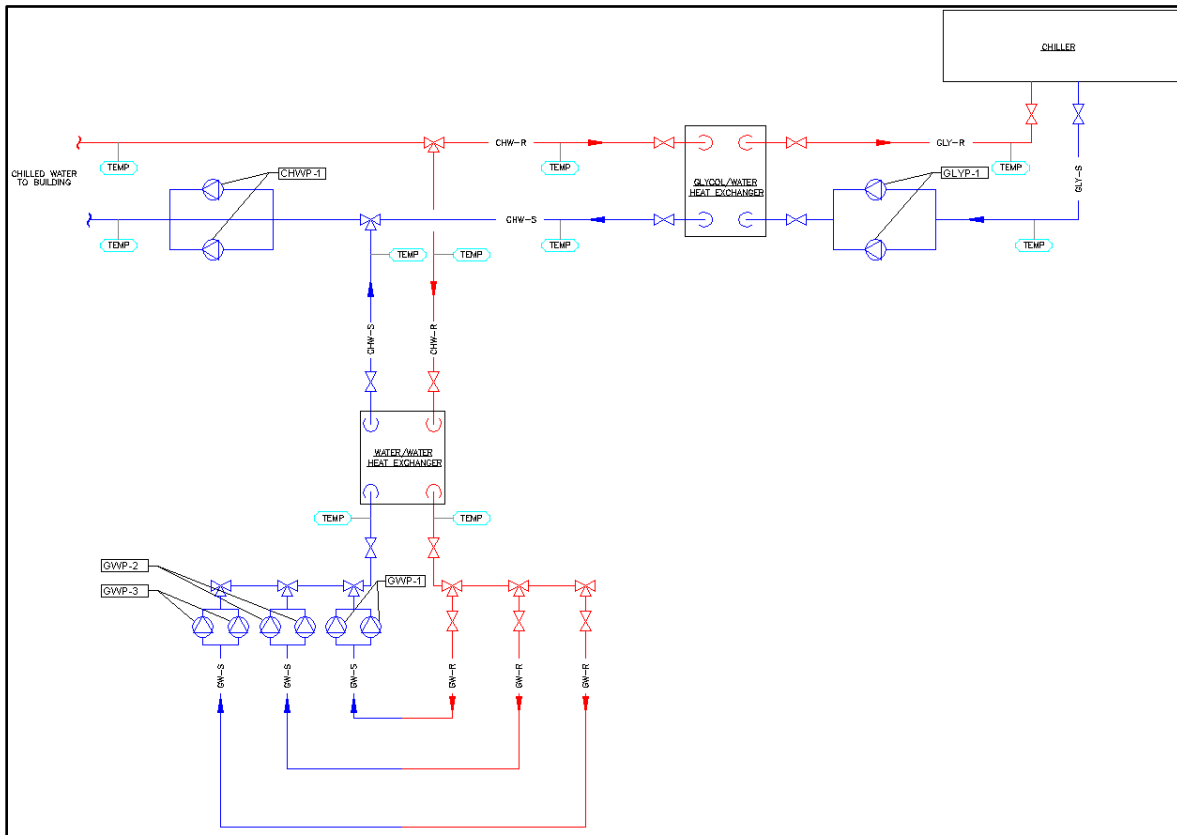 CHILLER
CHW-R
GLY-R
TEMP
TEMP
TEMP
CHILLED WATER
TO BUILDING
CHWP-1
GLYCOL/WATER
HEAT EXCHANGER
GLYP-1
GLY-S
CHW-S
TEMP
TEMP
TEMP
TEMP
TEMP
CHW-S
CHW-R
WATER/WATER
HEAT EXCHANGER
TEMP
TEMP
GWP-2
GWP-3
GWP-1
GW-S
GW-S
GW-S
GW-R
GW-R
GW-R